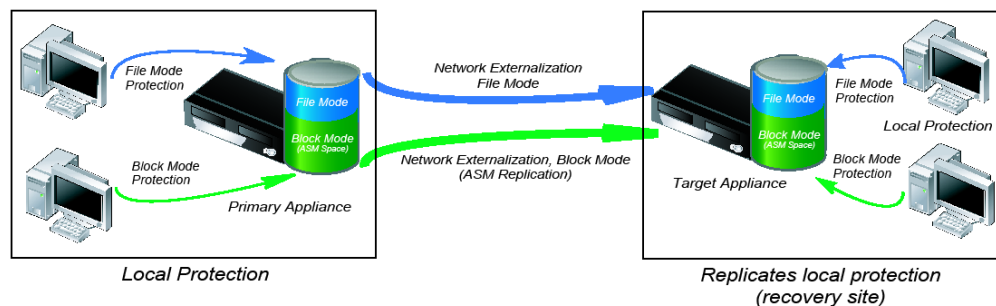 File Mode
Protection
File Mode
Block Mode
(ASM Space)
Block Mode
Protection
Primary Appliance
Local Protection
Network Externalization
File Mode
Network Externalization, Block Mode
(ASM Replication)
File Mode
Block Mode
(ASM Space)
Target Appliance
File Mode
Protection
Local Protection
Block Mode
Protection
Replicates local protection
(recovery site)